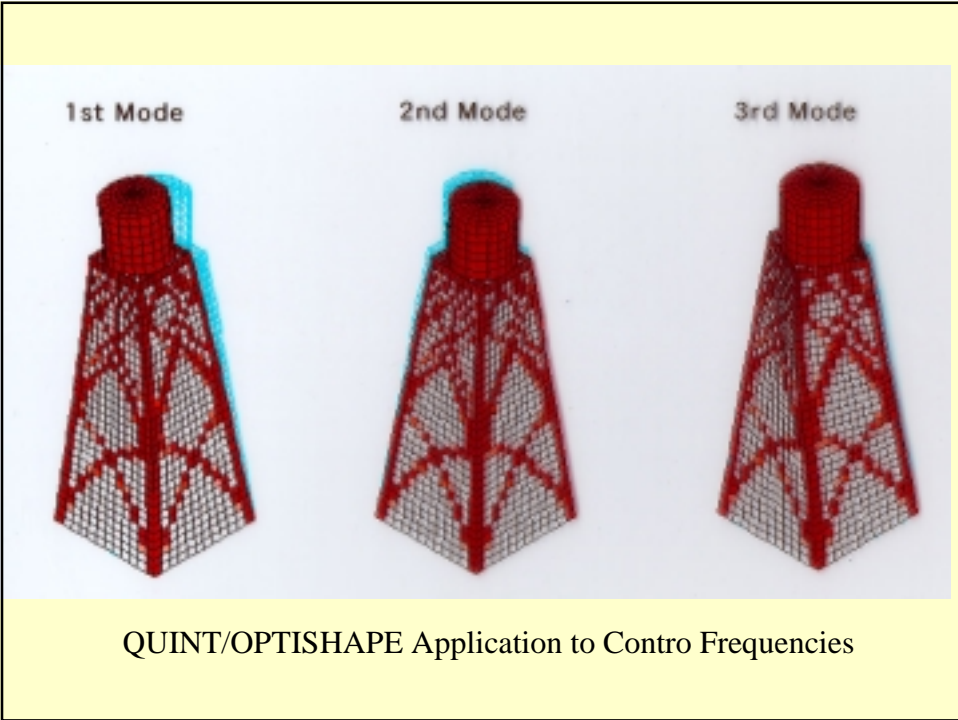 1st Mode 2nd Mode 3rd Mode
QUINT/OPTISHAPE Application to Contro Frequencies